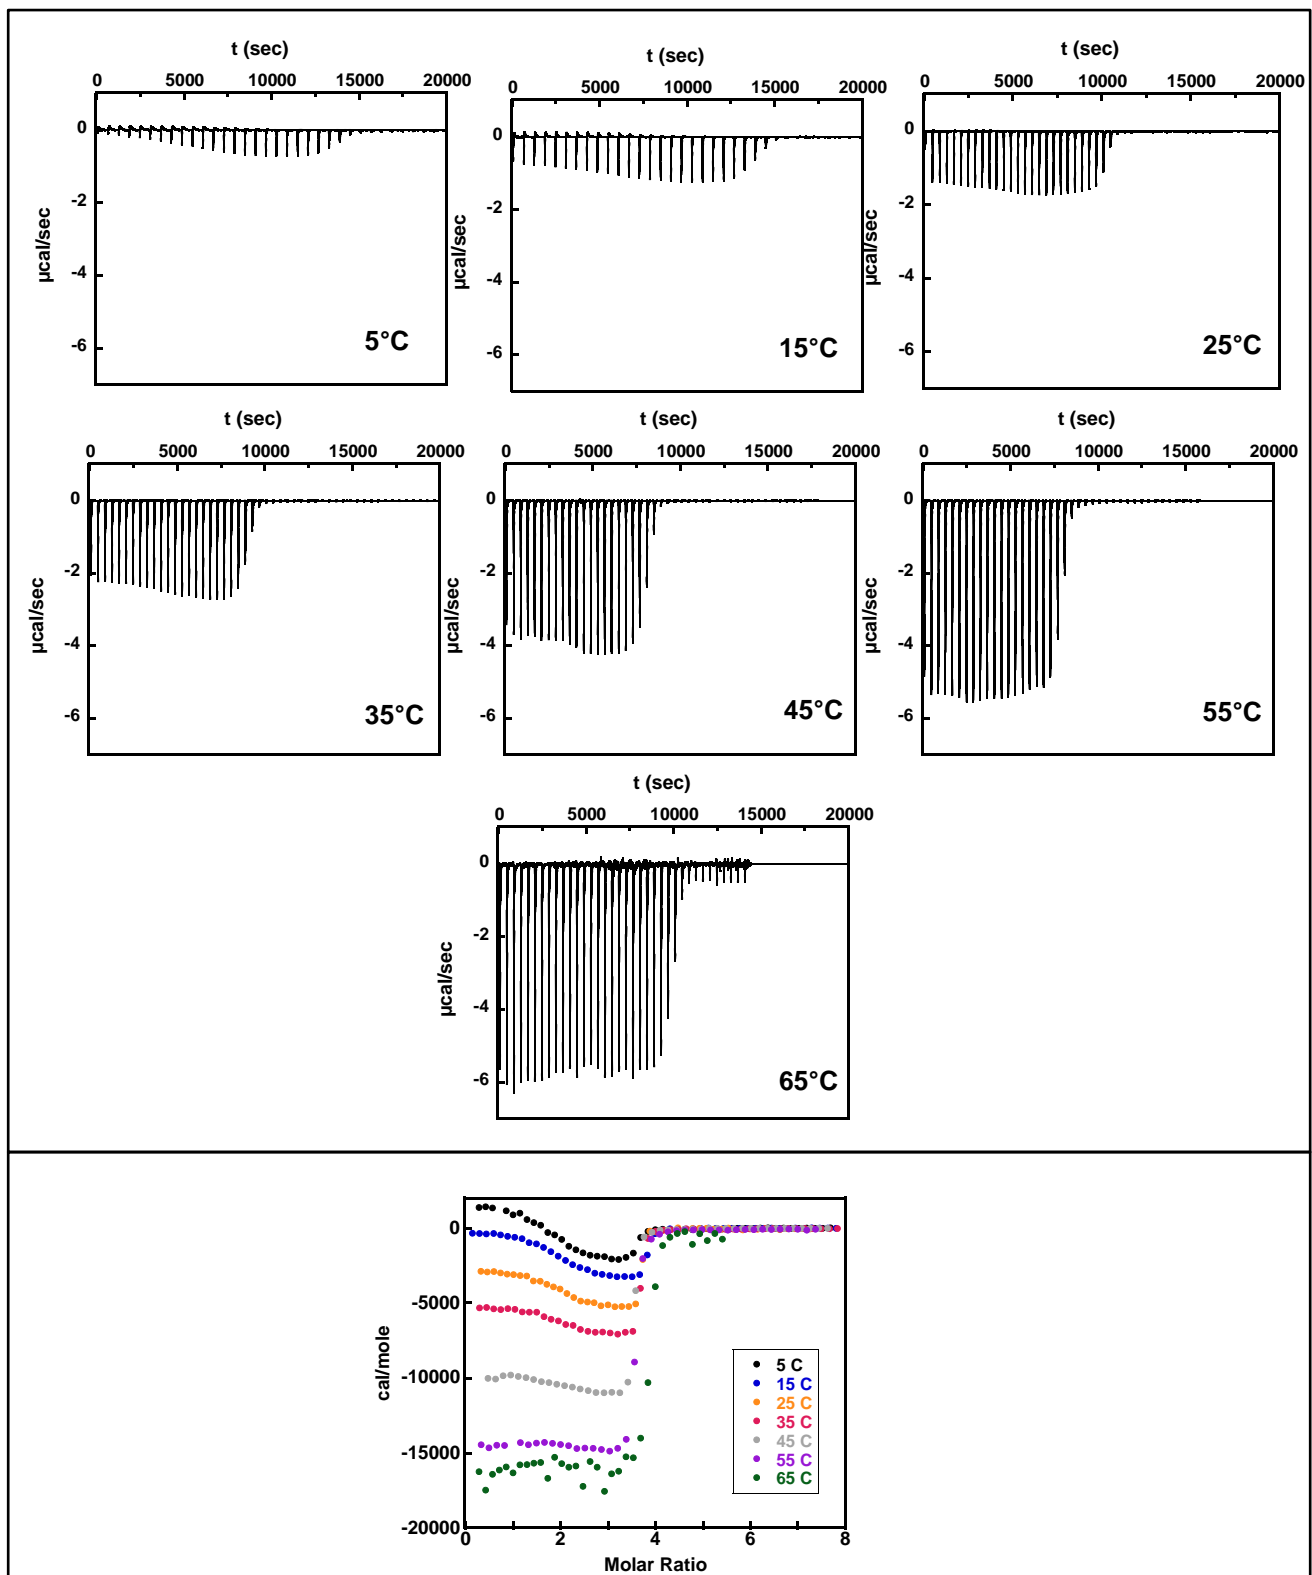 t (sec)
0 5000 10000 15000 20000
0
-2
-4
-6
µcal/sec
5°C
t (sec)
0 5000 10000 15000 20000
0
-2
-4
-6
µcal/sec
15°C
t (sec)
0 5000 10000 15000 20000
0
-2
-4
-6
µcal/sec
25°C
t (sec)
0 5000 10000 15000 20000
0
-2
-4
-6
µcal/sec
35°C
t (sec)
0 5000 10000 15000 20000
0
-2
-4
-6
µcal/sec
45°C
t (sec)
0 5000 10000 15000 20000
0
-2
-4
-6
µcal/sec
55°C
t (sec)
0 5000 10000 15000 20000
0
-2
-4
-6
µcal/sec
65°C
0
-5000
-10000
-15000
-20000
cal/mole
5 C
15 C
25 C
35 C
45 C
55 C
65 C
0 2 4 6 8
Molar Ratio